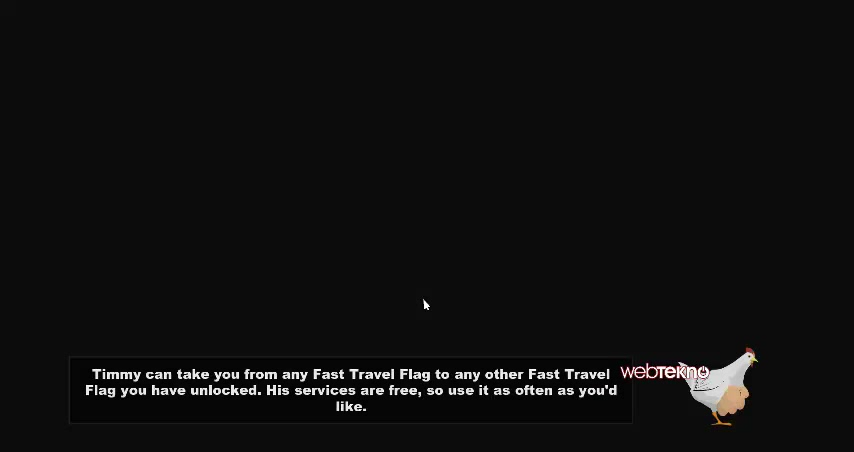 Timmy can take you from any Fast Travel Flag to any other Fast Travel
Flag you have unlocked. His services are free, so use it as often as you'd
like.
webTEKNO